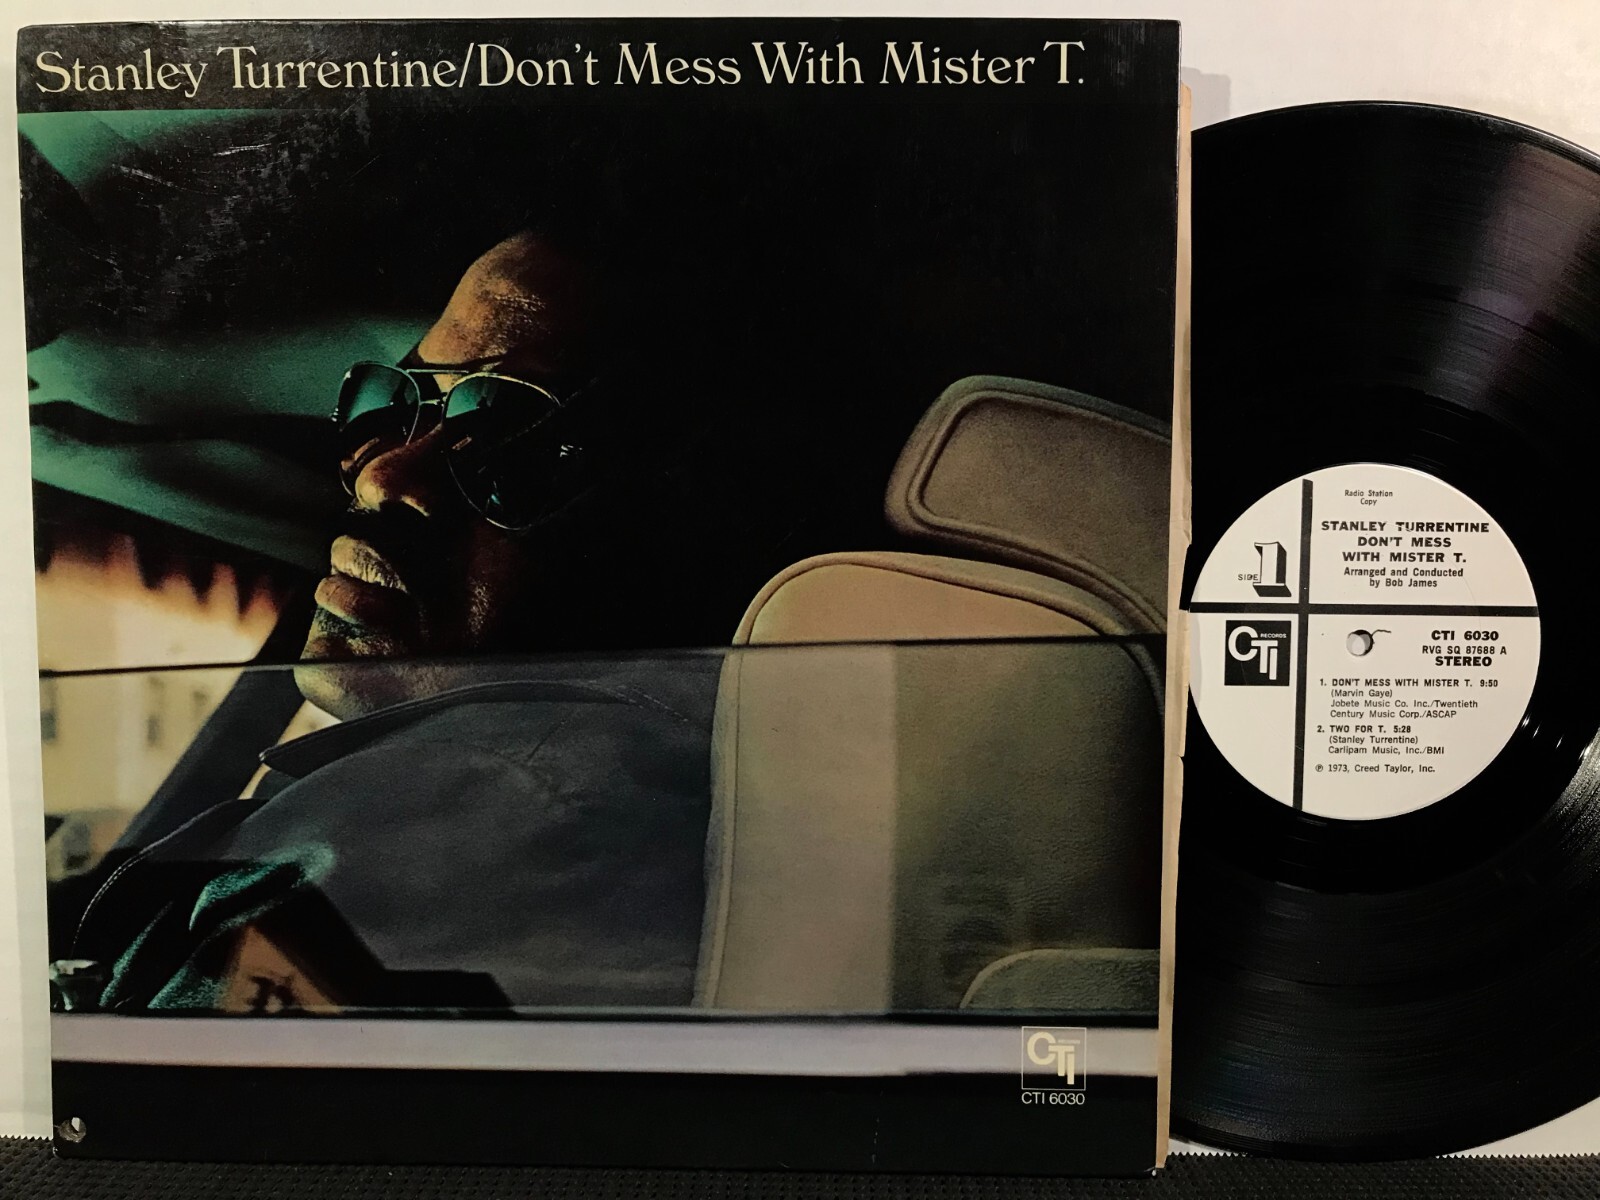 Stanley Turrentine/Don't Mess With Mister T.
CTI
CTI 6030
Radio Station
Copy
STANLEY TURRENTINE
DON'T MESS
WITH MISTER T.
Arranged and Conducted
by Bob James
SIDE 1
CTI RECORDS
CTI 6030
RVG SQ 87688 A
STEREO
1. DON'T MESS WITH MISTER T. 9:50
(Marvin Gaye)
Jobete Music Co. Inc./Twentieth
Century Music Corp./ASCAP
2. TWO FOR T. 5:28
(Stanley Turrentine)
Carlipam Music, Inc./BMI
℗ 1973, Creed Taylor, Inc.